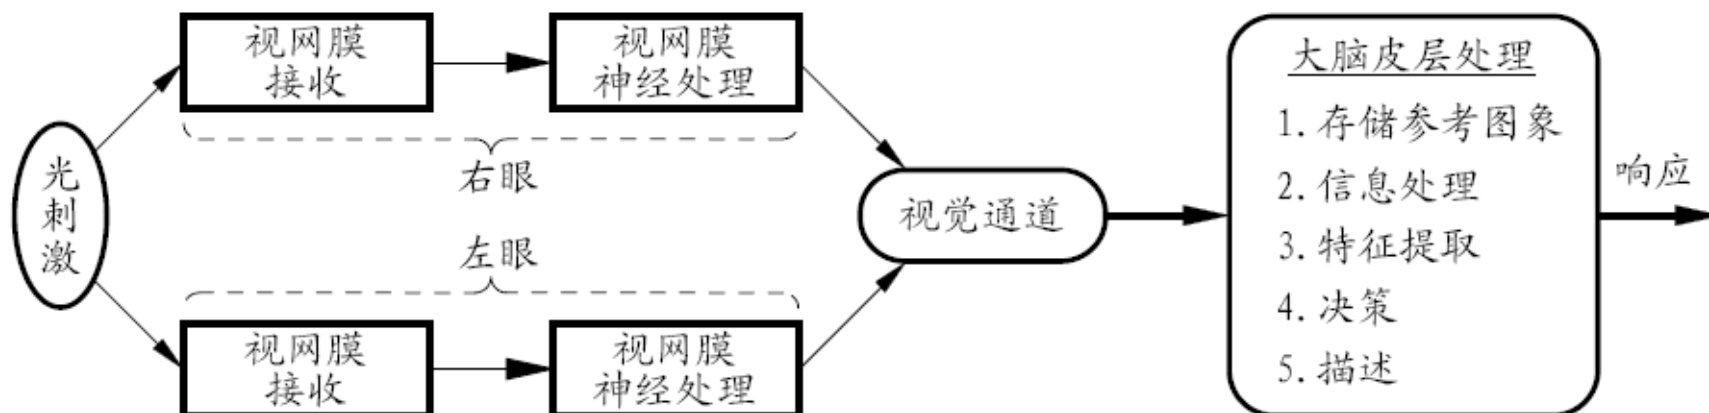 光
刺
激
视网膜
接收
视网膜
神经处理
右眼
左眼
视网膜
接收
视网膜
神经处理
视觉通道
大脑皮层处理
1.存储参考图象
2.信息处理
3.特征提取
4.决策
5.描述
响应